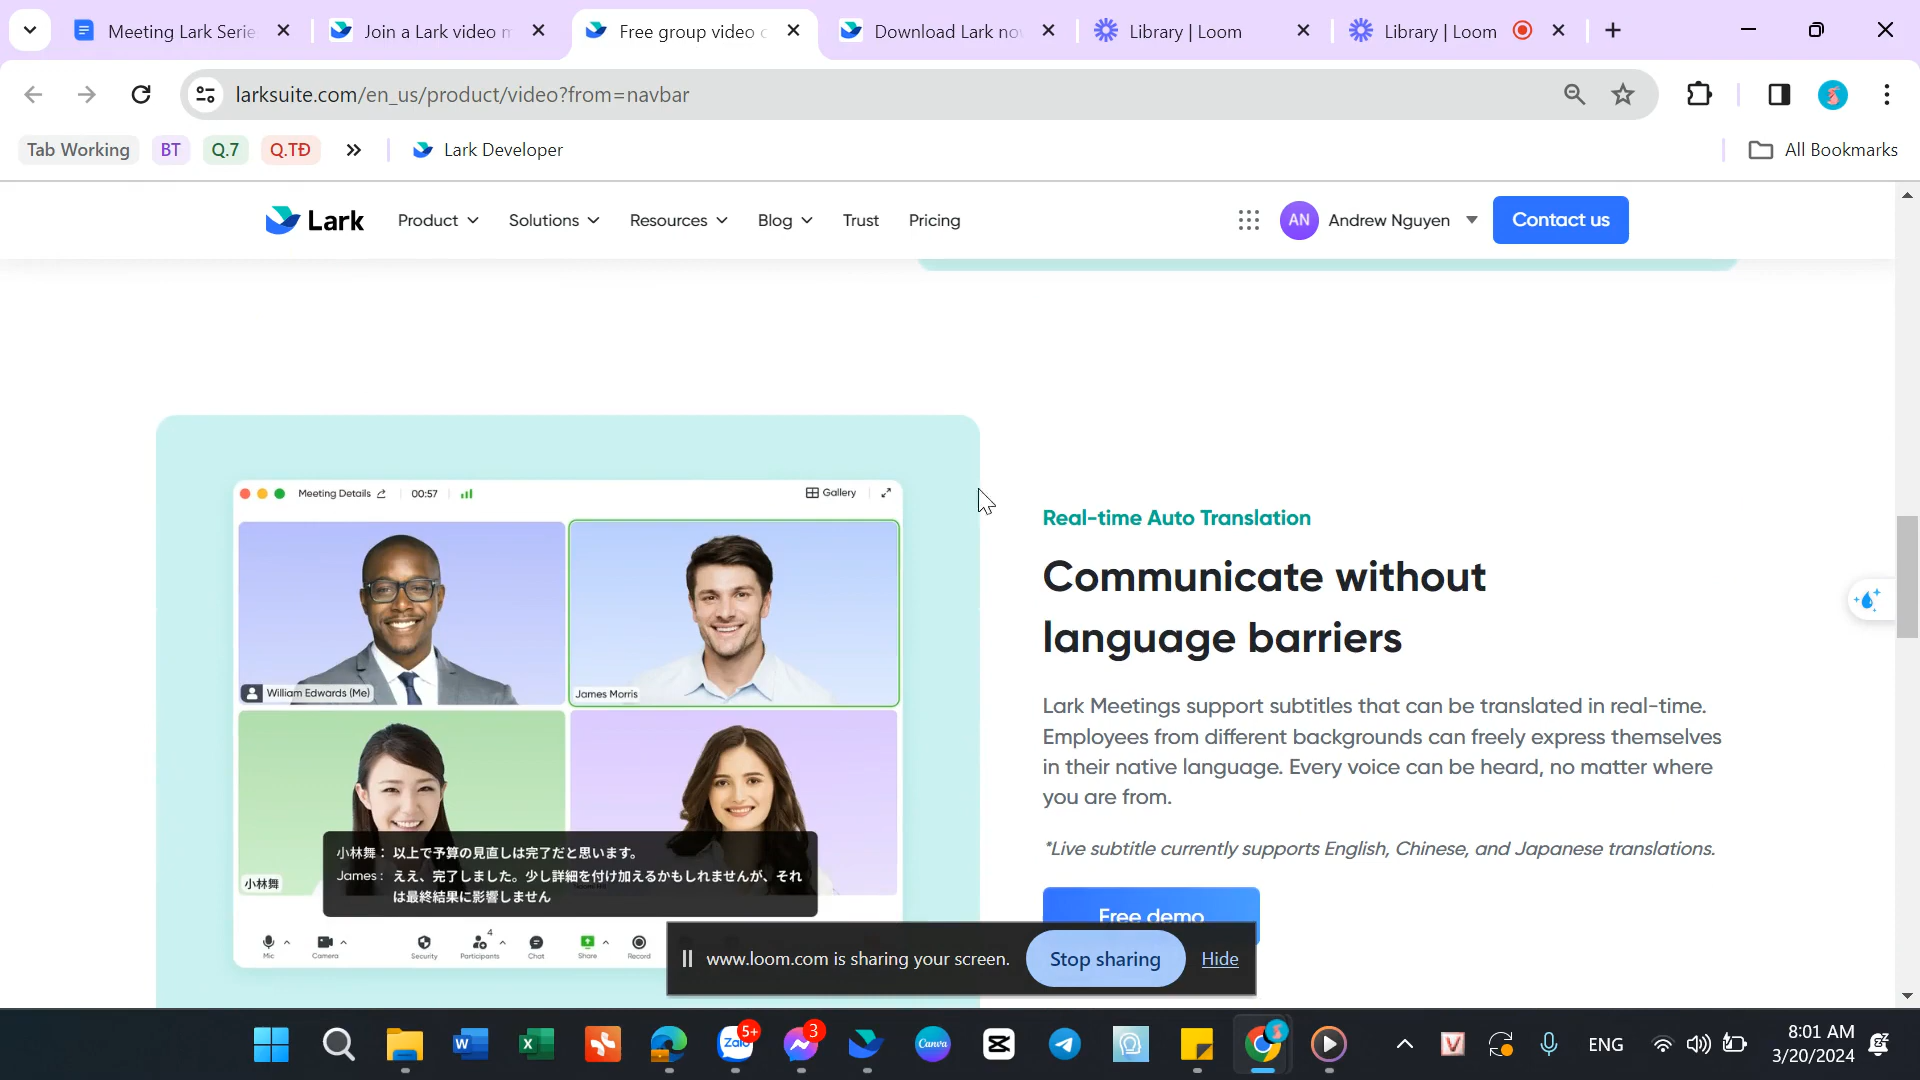 Meeting Lark Serie
Join a Lark video m
Free group video c
Download Lark no
Library | Loom
Library | Loom
larksuite.com/en_us/product/video?from=navbar
Tab Working
BT
Q.7
Q.TĐ
Lark Developer
All Bookmarks
Lark
Product
Solutions
Resources
Blog
Trust
Pricing
AN
Andrew Nguyen
Contact us
Meeting Details
00:57
Gallery
William Edwards (Me)
James Morris
小林舞
小林舞： 以上で予算の見直しは完了だと思います。
James： ええ、完了しました。少し詳細を付け加えるかもしれませんが、それ
は最終結果に影響しません
Mic
Camera
Security
4
Participants
Chat
Share
Record
Real-time Auto Translation
Communicate without
language barriers
Lark Meetings support subtitles that can be translated in real-time.
Employees from different backgrounds can freely express themselves
in their native language. Every voice can be heard, no matter where
you are from.
*Live subtitle currently supports English, Chinese, and Japanese translations.
Free demo
www.loom.com is sharing your screen.
Stop sharing
Hide
W
X
Zalo
5+
3
Canva
V
ENG
8:01 AM
3/20/2024